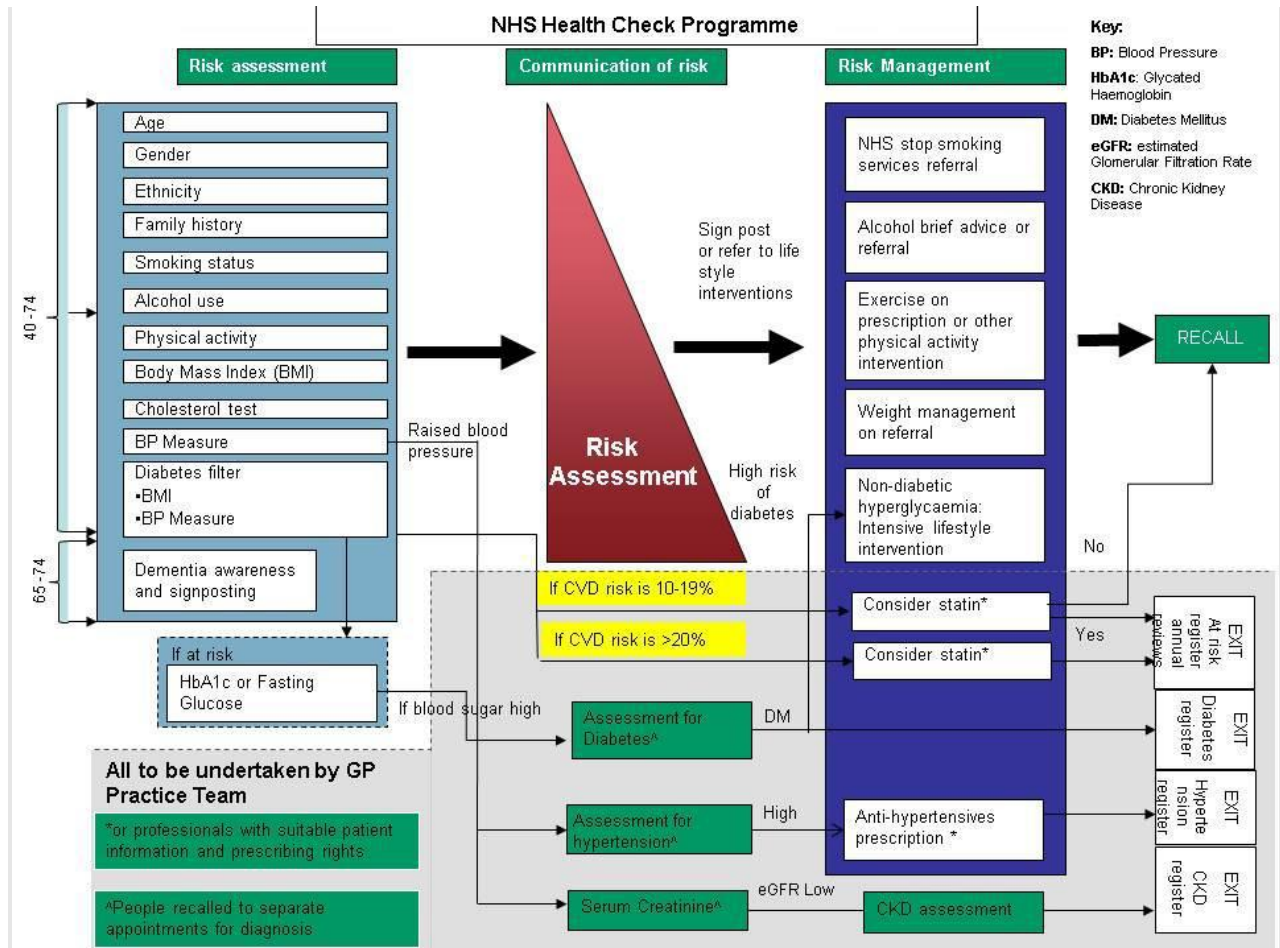 NHS Health Check Programme
Risk assessment
Communication of risk
Risk Management
Key:
BP: Blood Pressure
HbA1c: Glycated
Haemoglobin
DM: Diabetes Mellitus
eGFR: estimated
Glomerular Filtration Rate
CKD: Chronic Kidney
Disease
40 -74
65 -74
Age
Gender
Ethnicity
Family history
Smoking status
Alcohol use
Physical activity
Body Mass Index (BMI)
Cholesterol test
BP Measure
Diabetes filter
▪BMI
▪BP Measure
Dementia awareness
and signposting
If at risk
HbA1c or Fasting
Glucose
Raised blood
pressure
If blood sugar high
Risk
Assessment
Sign post
or refer to life
style
interventions
High risk
of
diabetes
If CVD risk is 10-19%
If CVD risk is >20%
NHS stop smoking
services referral
Alcohol brief advice or
referral
Exercise on
prescription or other
physical activity
intervention
Weight management
on referral
Non-diabetic
hyperglycaemia:
Intensive lifestyle
intervention
Consider statin*
Consider statin*
RECALL
No
Yes
Assessment for
Diabetes^
DM
Assessment for
hypertension^
High
Anti-hypertensives
prescription *
Serum Creatinine^
eGFR Low
CKD assessment
EXIT
At risk
register
annual
reviews
EXIT
Diabetes
register
EXIT
Hyperte
nsion
register
EXIT
CKD
register
All to be undertaken by GP
Practice Team
*or professionals with suitable patient
information and prescribing rights
^People recalled to separate
appointments for diagnosis